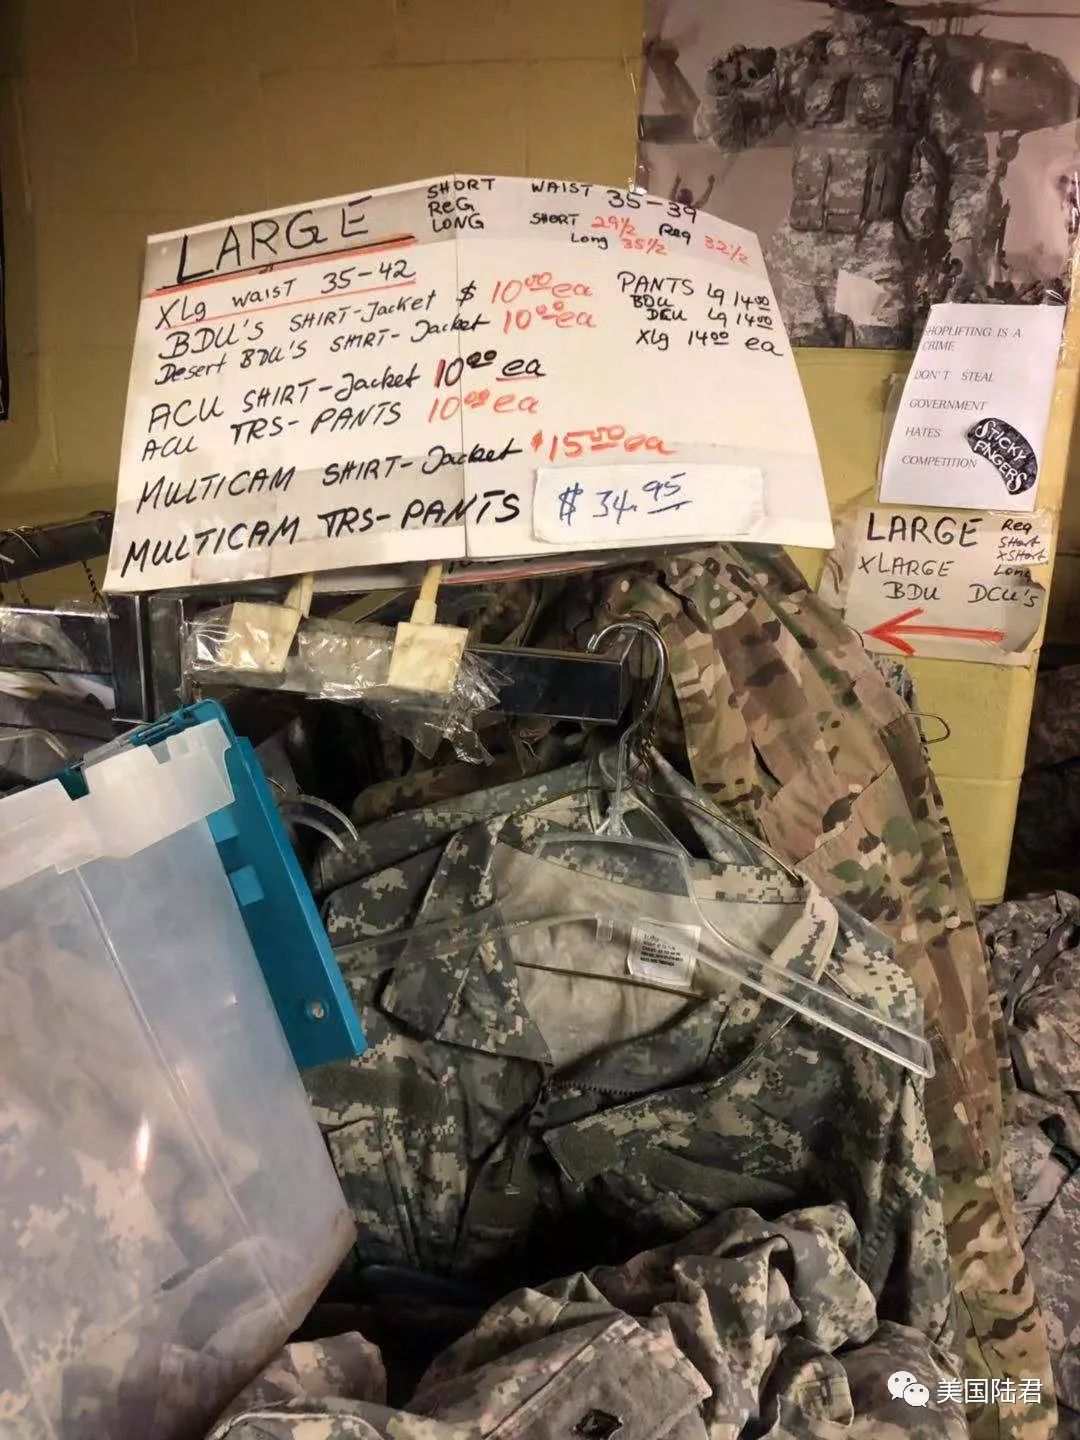 LARGE
SHORT
ReG
LONG
WAIST 35-39
SHORT 29½ Reg 32½
Long 35½
XLg WAIST 35-42
BDU'S SHIRT-Jacket $ 10.00 ea
Desert BDU'S SHIRT-Jacket 10.00 ea
ACU SHIRT-Jacket 10.00 ea
ACU TRS-PANTS 10.00 ea
MULTICAM SHIRT-Jacket $15.00 ea
MULTICAM TRS-PANTS $ 34.95
PANTS
BDU Lg 14.00
DCU Lg 14.00
XLg 14.00 ea
SHOPLIFTING IS A
CRIME
DON'T STEAL
GOVERNMENT
HATES
COMPETITION
STICKY
FINGERS
LARGE
Reg
SHort
XSHort
Long
XLARGE
BDU DCU'S
美国陆君